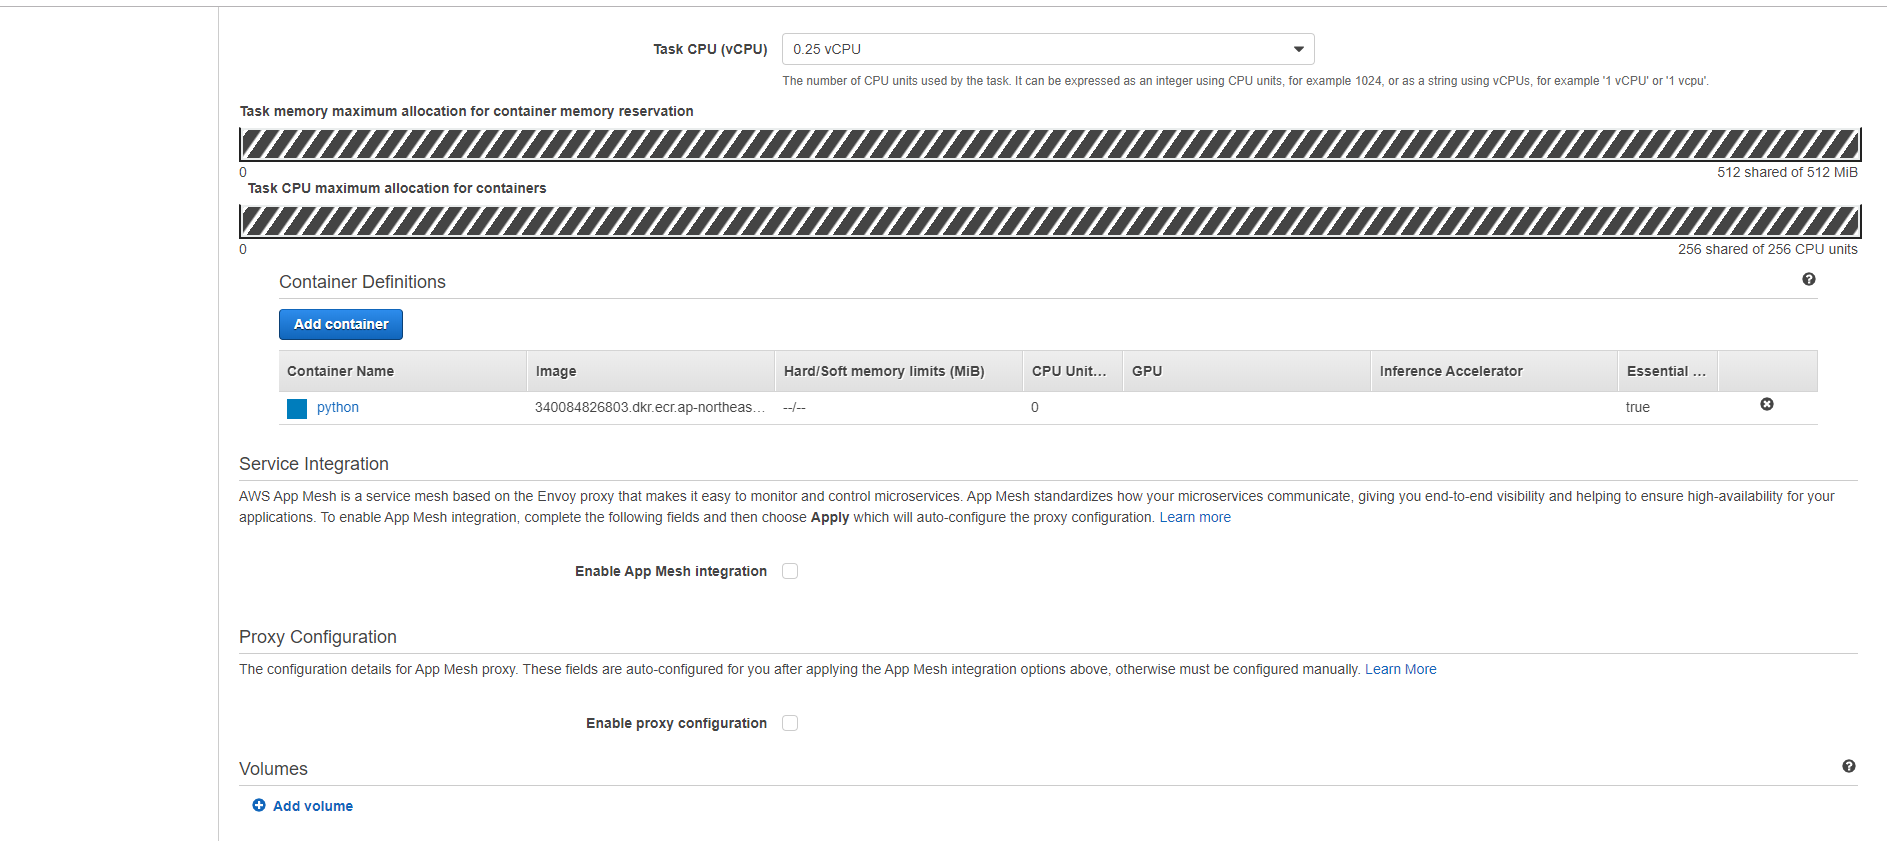 Task CPU (vCPU) 0.25 vCPU
The number of CPU units used by the task. It can be expressed as an integer using CPU units, for example 1024, or as a string using vCPUs, for example '1 vCPU' or '1 vcpu'.
Task memory maximum allocation for container memory reservation
0 512 shared of 512 MiB
Task CPU maximum allocation for containers
0 256 shared of 256 CPU units
Container Definitions
Add container
Container Name Image Hard/Soft memory limits (MiB) CPU Unit... GPU Inference Accelerator Essential ...
python 340084826803.dkr.ecr.ap-northeas... --/-- 0 true
Service Integration
AWS App Mesh is a service mesh based on the Envoy proxy that makes it easy to monitor and control microservices. App Mesh standardizes how your microservices communicate, giving you end-to-end visibility and helping to ensure high-availability for your
applications. To enable App Mesh integration, complete the following fields and then choose Apply which will auto-configure the proxy configuration. Learn more
Enable App Mesh integration
Proxy Configuration
The configuration details for App Mesh proxy. These fields are auto-configured for you after applying the App Mesh integration options above, otherwise must be configured manually. Learn More
Enable proxy configuration
Volumes
Add volume